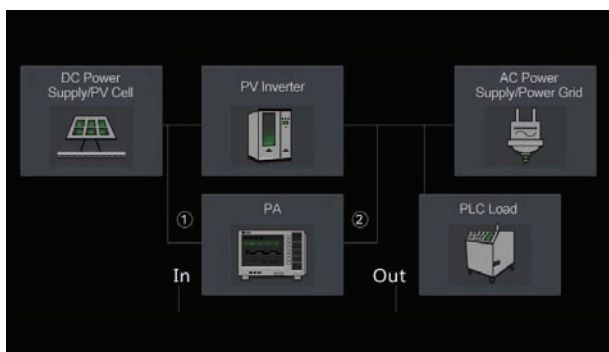 DC Power
Supply/PV Cell
PV Inverter
AC Power
Supply/Power Grid
①
PA
②
PLC Load
In
Out